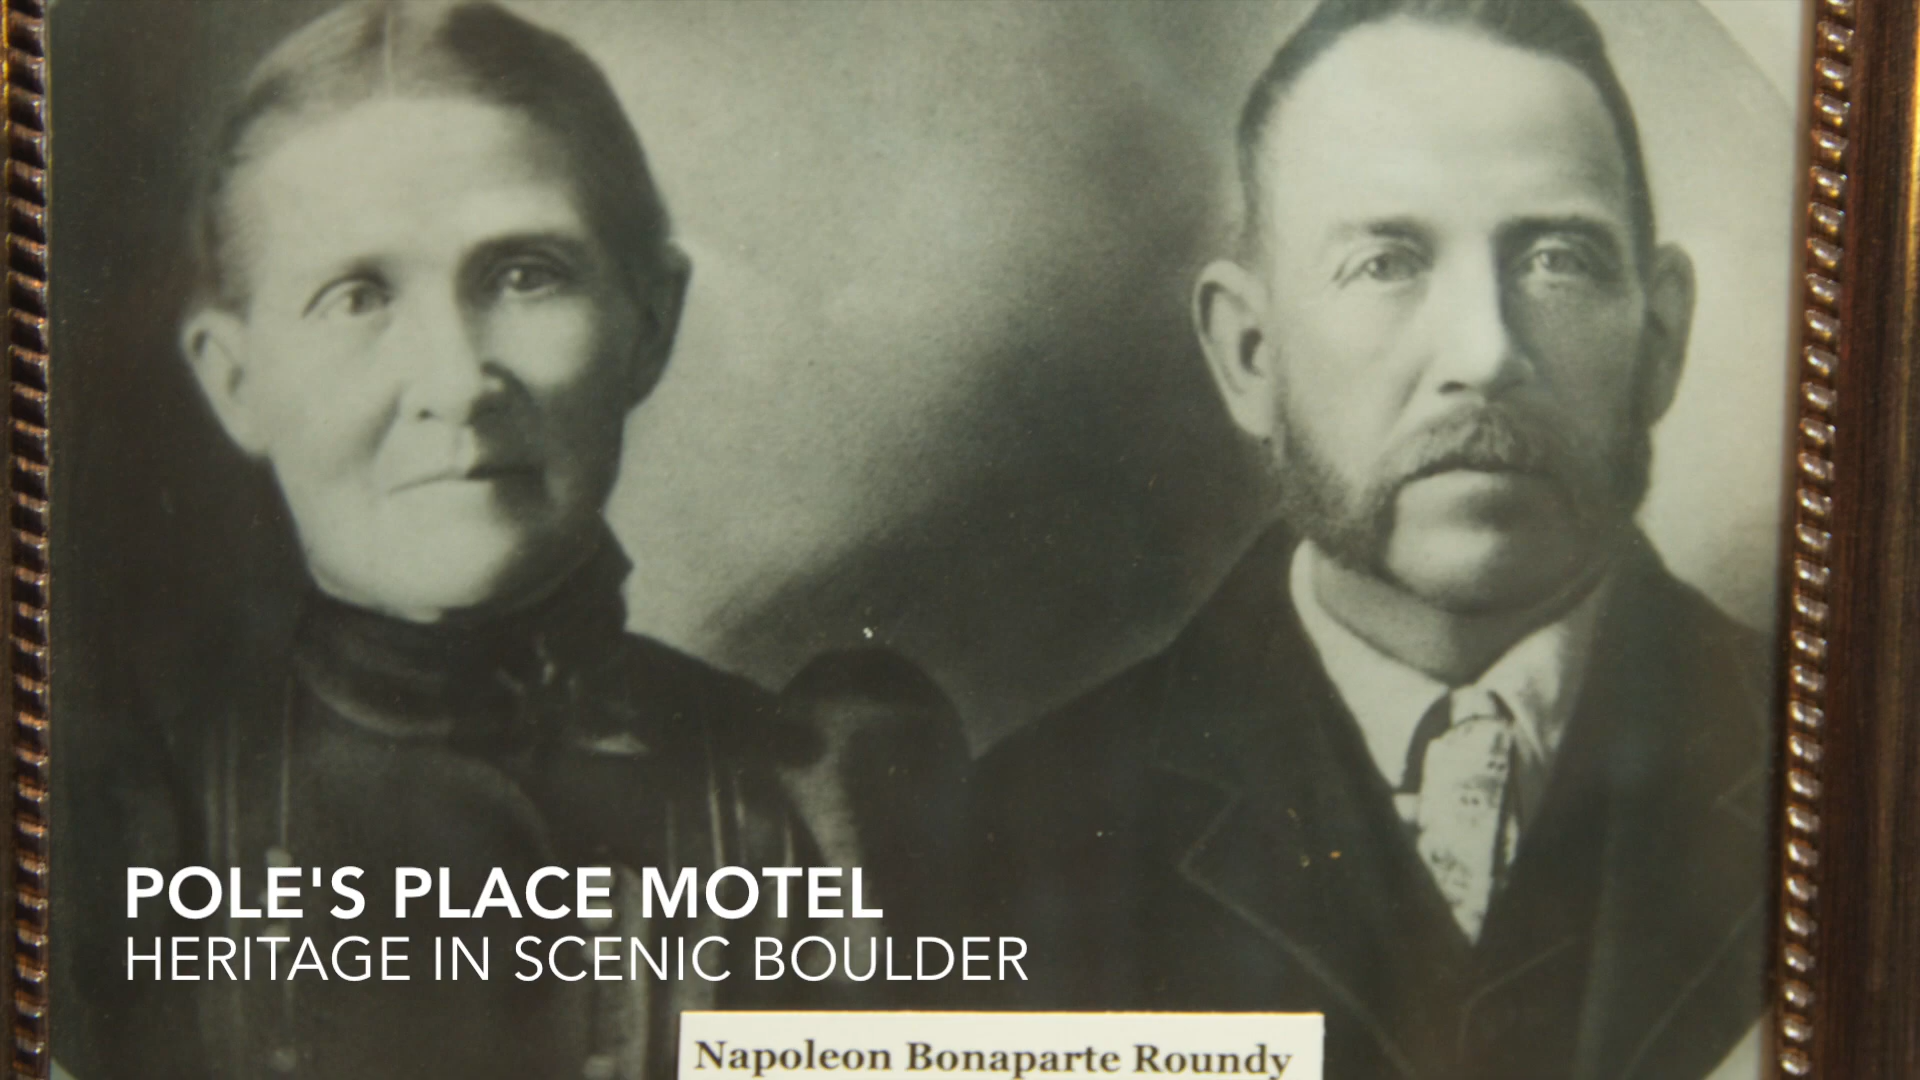 POLE'S PLACE MOTEL
HERITAGE IN SCENIC BOULDER
Napoleon Bonaparte Roundy